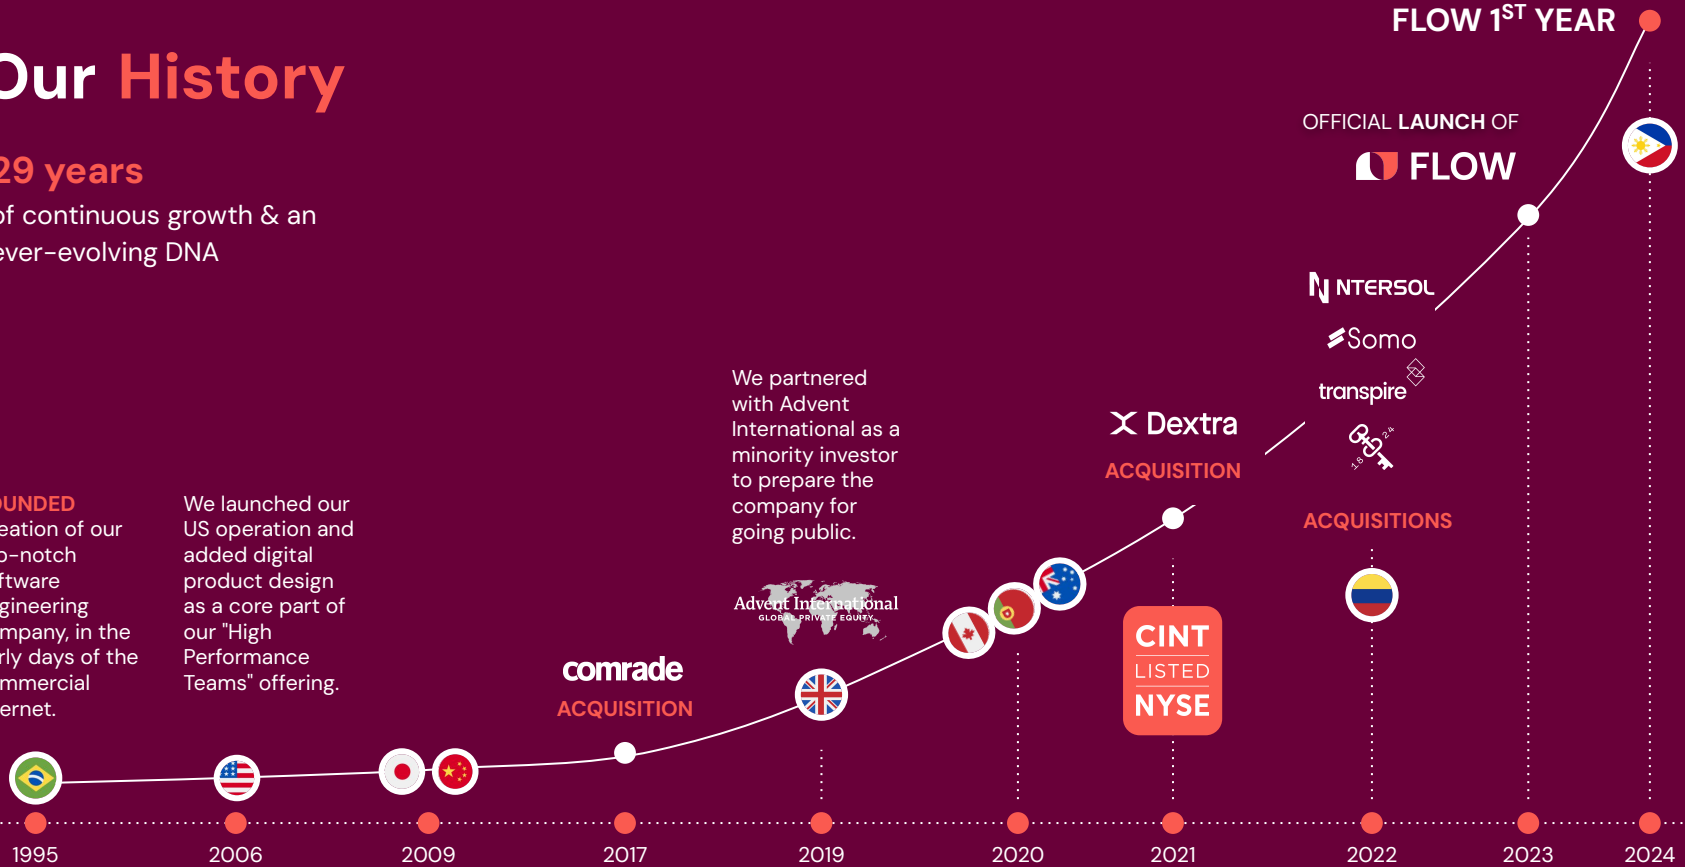 Our History
29 years
of continuous growth & an
ever-evolving DNA
FLOW 1ST YEAR
OFFICIAL LAUNCH OF
FLOW
NTERSOL
Somo
transpire
18 24
ACQUISITIONS
Dextra
ACQUISITION
CINT
LISTED
NYSE
We partnered
with Advent
International as a
minority investor
to prepare the
company for
going public.
Advent International
GLOBAL PRIVATE EQUITY
comrade
ACQUISITION
We launched our
US operation and
added digital
product design
as a core part of
our "High
Performance
Teams" offering.
OUNDED
eation of our
p-notch
ftware
gineering
mpany, in the
rly days of the
mmercial
ernet.
1995
2006
2009
2017
2019
2020
2021
2022
2023
2024